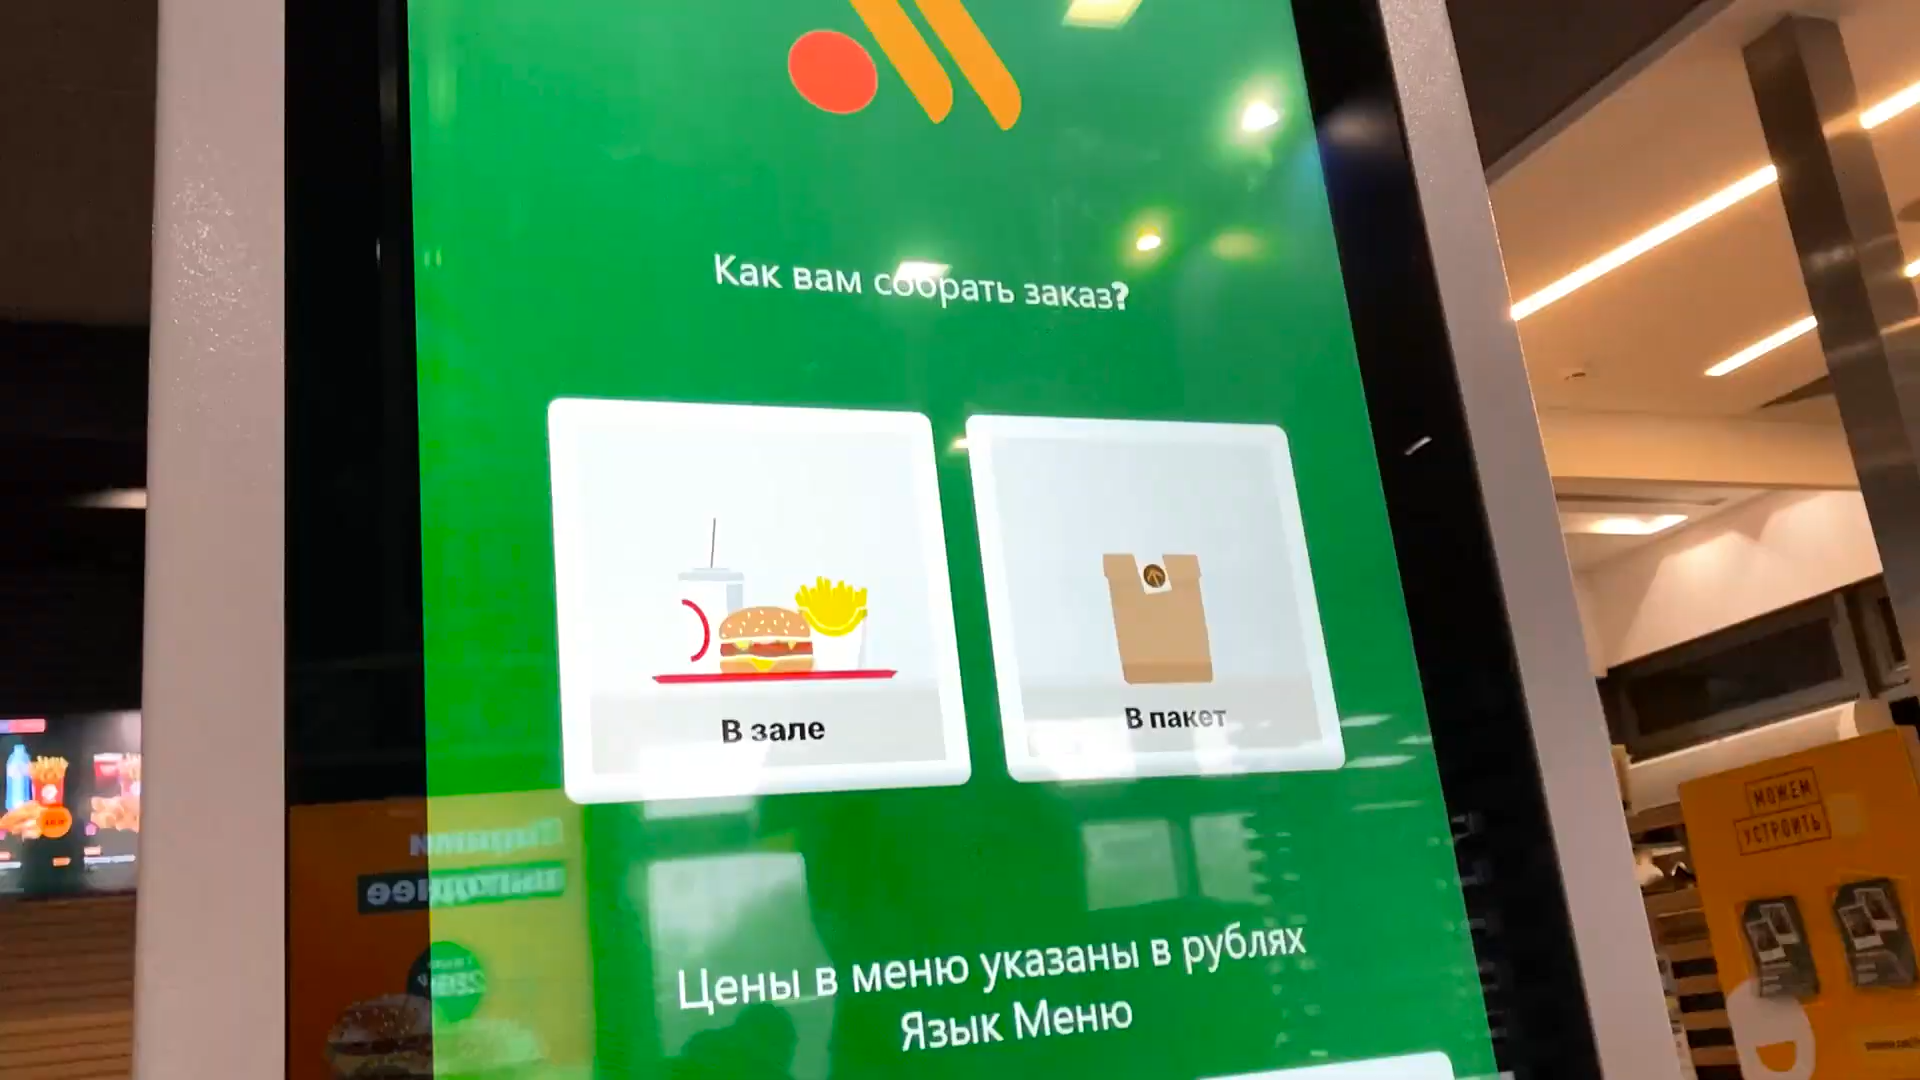 Как вам собрать заказ?
В зале
В пакет
Цены в меню указаны в рублях
Язык Меню
МОЖЕМ
УСТРОИТЬ